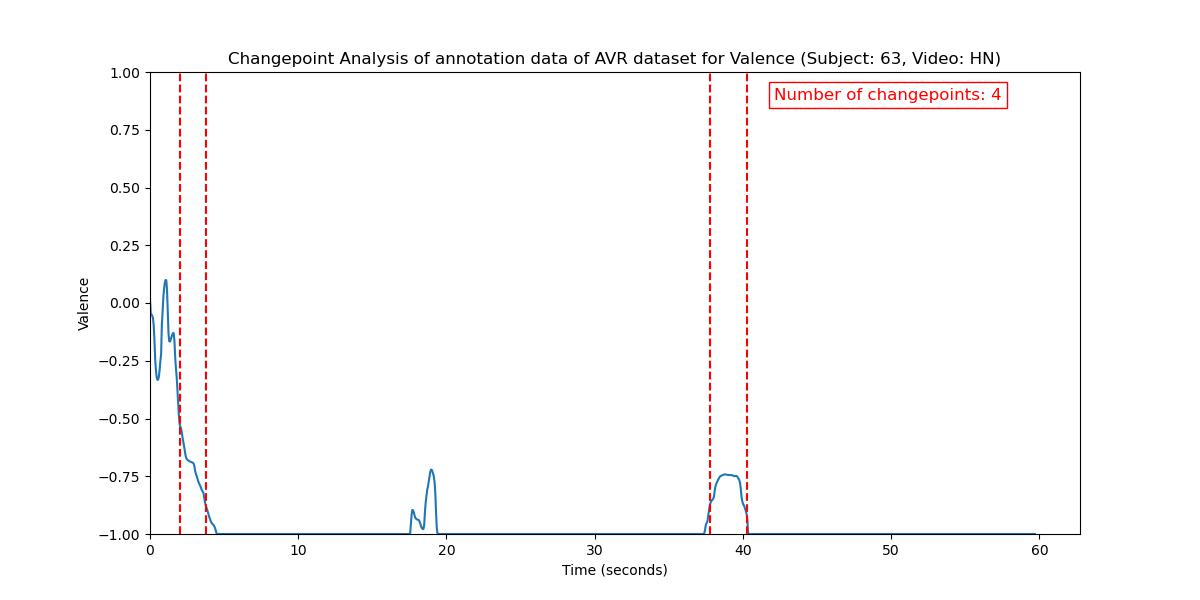 Changepoint Analysis of annotation data of AVR dataset for Valence (Subject: 63, Video: HN)
Number of changepoints: 4
1.00
0.75
0.50
0.25
0.00
−0.25
−0.50
−0.75
−1.00
Valence
0 10 20 30 40 50 60
Time (seconds)